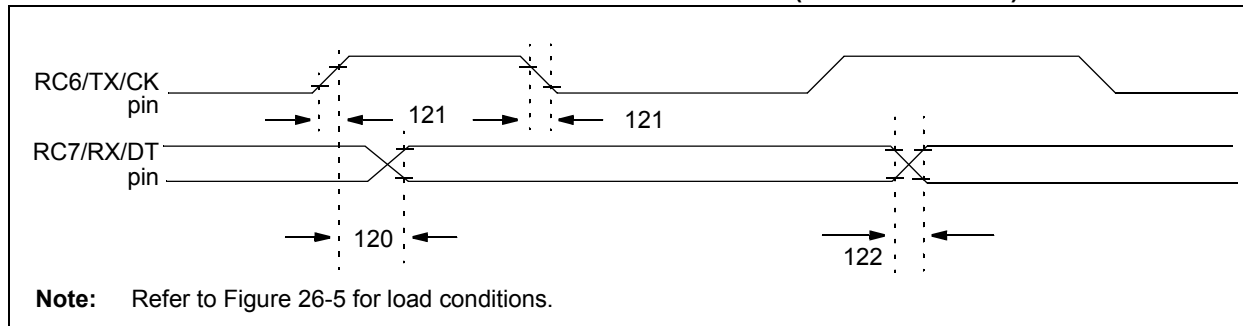 RC6/TX/CK
pin
121
121
RC7/RX/DT
pin
120
122
Note: Refer to Figure 26-5 for load conditions.